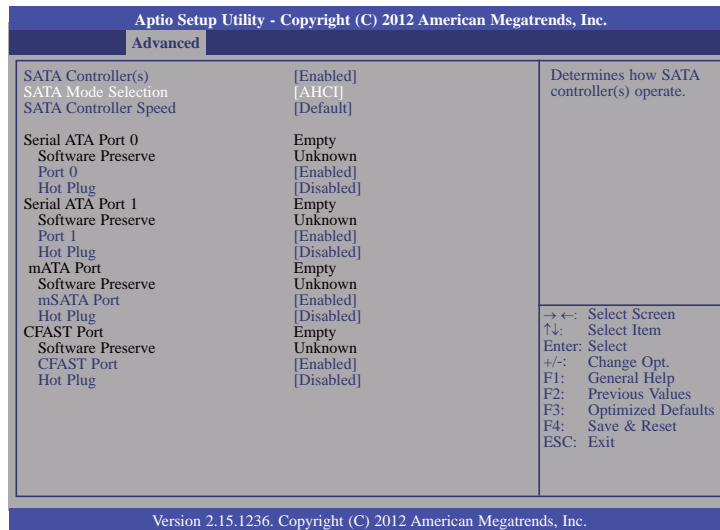 Aptio Setup Utility - Copyright (C) 2012 American Megatrends, Inc.
Advanced
SATA Controller(s) [Enabled]
SATA Mode Selection [AHCI]
SATA Controller Speed [Default]
Serial ATA Port 0 Empty
Software Preserve Unknown
Port 0 [Enabled]
Hot Plug [Disabled]
Serial ATA Port 1 Empty
Software Preserve Unknown
Port 1 [Enabled]
Hot Plug [Disabled]
mATA Port Empty
Software Preserve Unknown
mSATA Port [Enabled]
Hot Plug [Disabled]
CFAST Port Empty
Software Preserve Unknown
CFAST Port [Enabled]
Hot Plug [Disabled]
Determines how SATA
controller(s) operate.
→ ←: Select Screen
↑↓: Select Item
Enter: Select
+/-: Change Opt.
F1: General Help
F2: Previous Values
F3: Optimized Defaults
F4: Save & Reset
ESC: Exit
Version 2.15.1236. Copyright (C) 2012 American Megatrends, Inc.